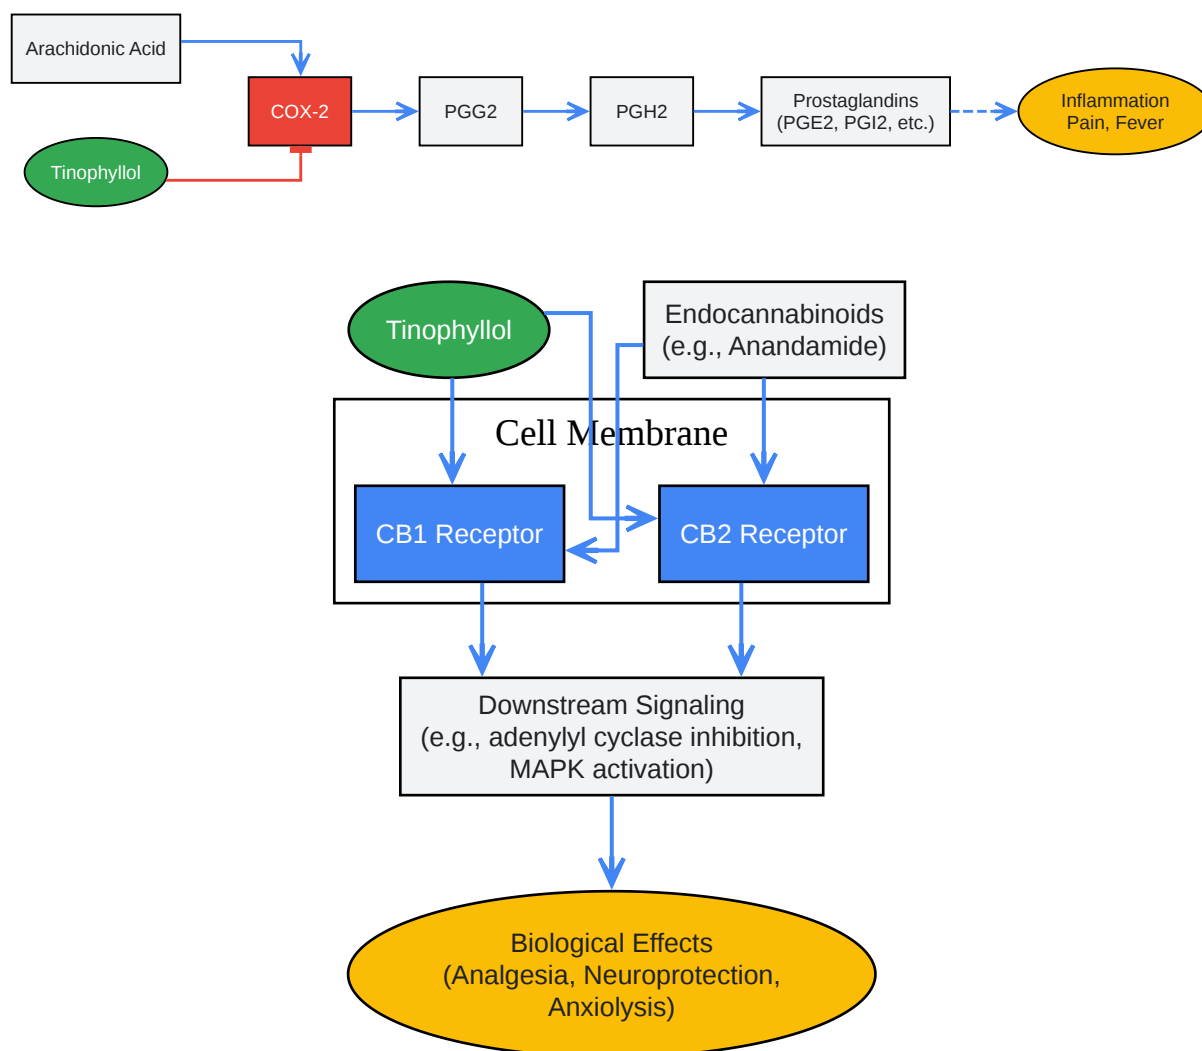 Arachidonic Acid
COX-2
PGG2
PGH2
Prostaglandins
(PGE2, PGI2, etc.)
Inflammation
Pain, Fever
Tinophyllol
Tinophyllol
Endocannabinoids
(e.g., Anandamide)
Cell Membrane
CB1 Receptor
CB2 Receptor
Downstream Signaling
(e.g., adenylyl cyclase inhibition,
MAPK activation)
Biological Effects
(Analgesia, Neuroprotection,
Anxiolysis)